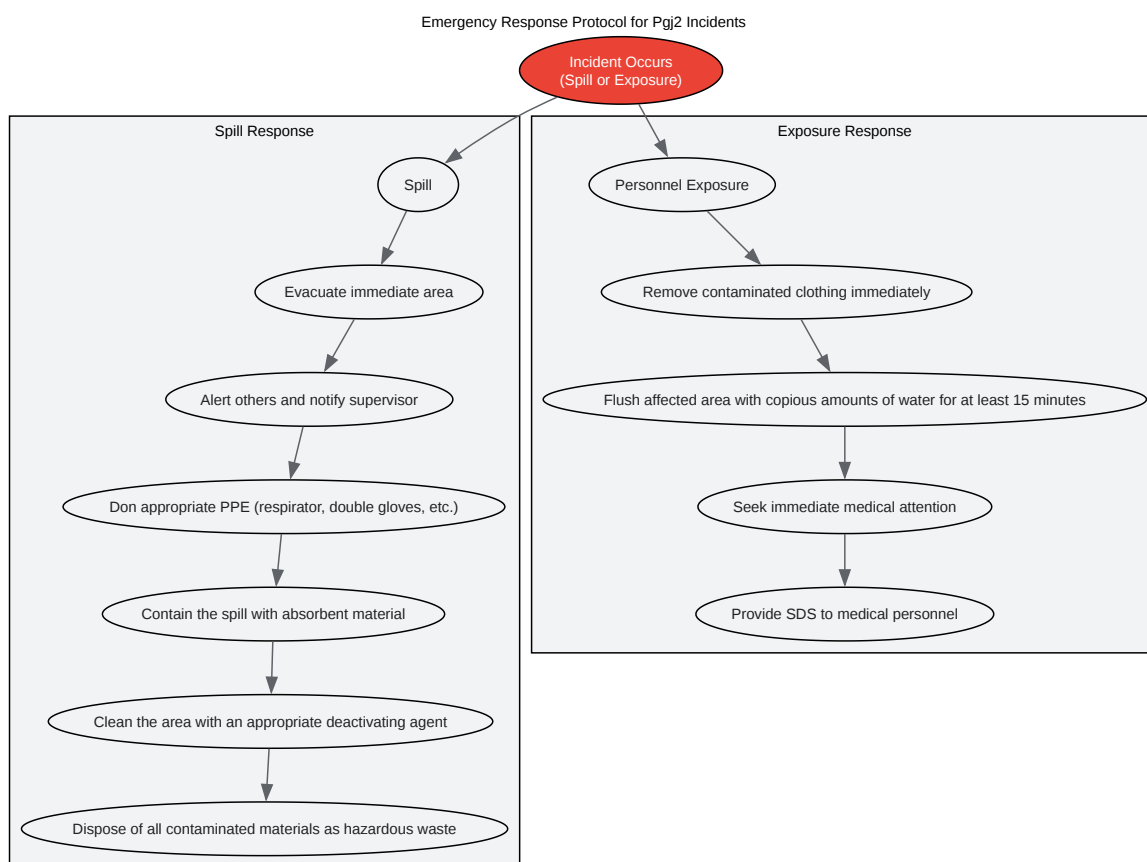 Emergency Response Protocol for Pgj2 Incidents
Incident Occurs
(Spill or Exposure)
Spill Response
Spill
Evacuate immediate area
Alert others and notify supervisor
Don appropriate PPE (respirator, double gloves, etc.)
Contain the spill with absorbent material
Clean the area with an appropriate deactivating agent
Dispose of all contaminated materials as hazardous waste
Exposure Response
Personnel Exposure
Remove contaminated clothing immediately
Flush affected area with copious amounts of water for at least 15 minutes
Seek immediate medical attention
Provide SDS to medical personnel